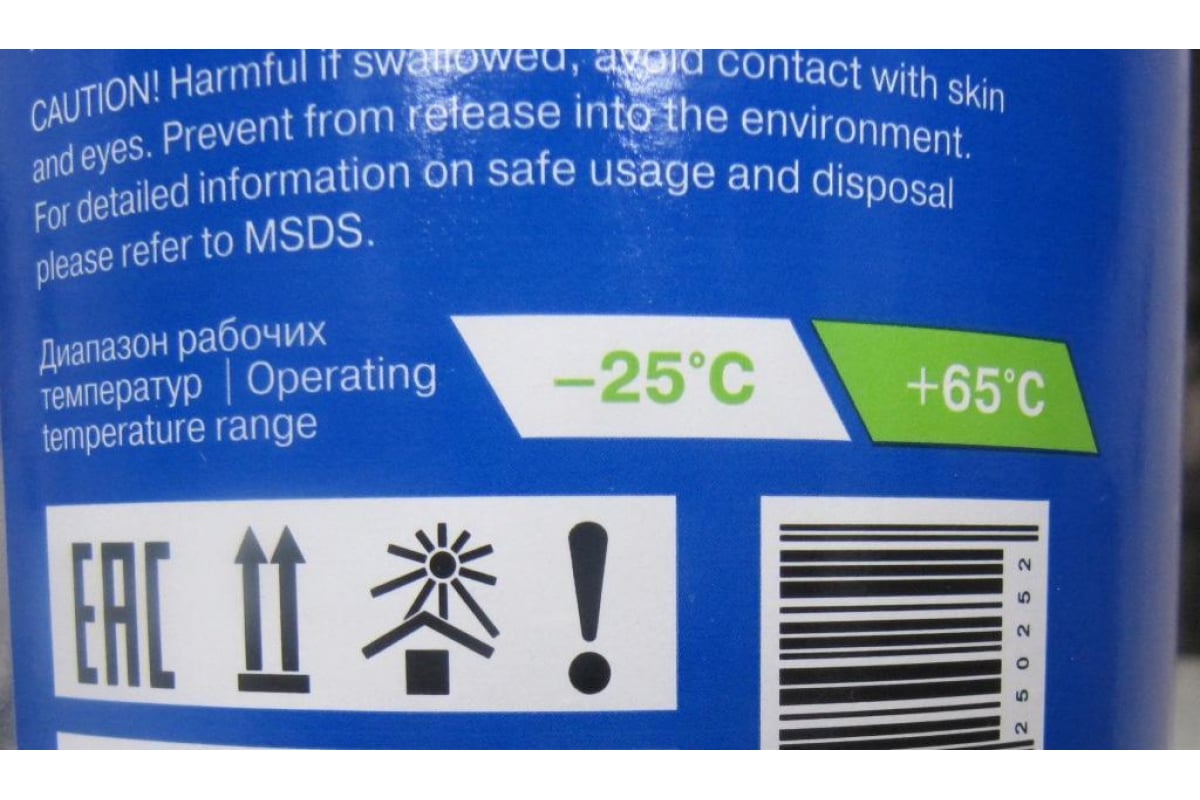 CAUTION! Harmful if swallowed, avoid contact with skin
and eyes. Prevent from release into the environment.
For detailed information on safe usage and disposal
please refer to MSDS.
Диапазон рабочих
температур | Operating
temperature range
–25°C
+65°C
EAC
250252